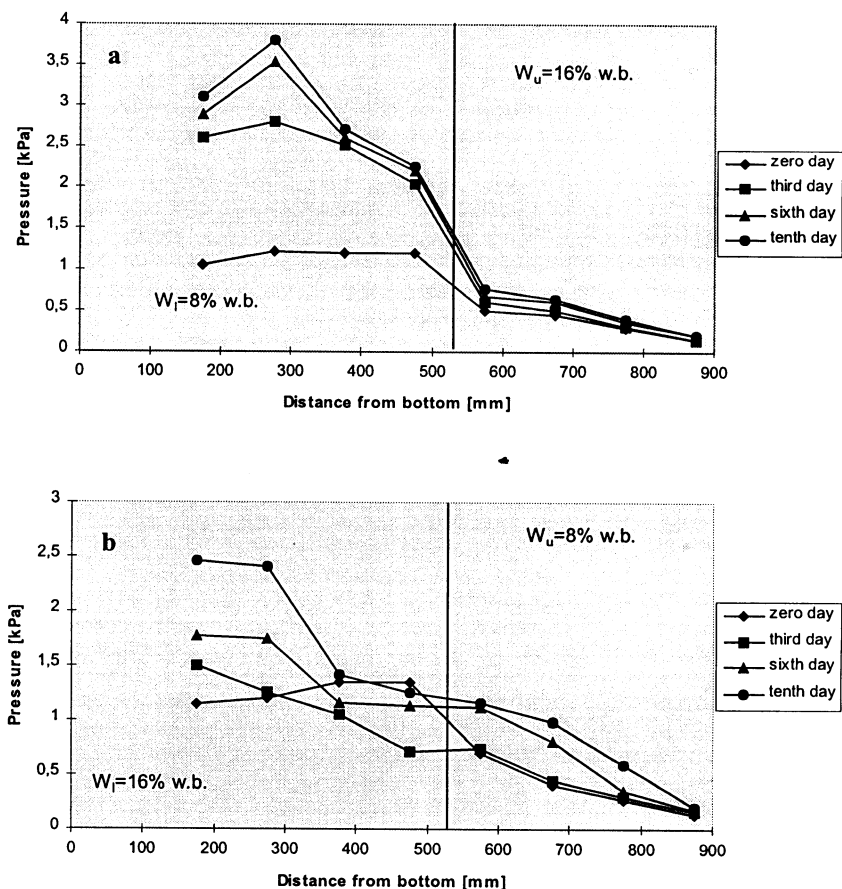 4
3,5
3
2,5
2
1,5
1
0,5
0
Pressure [kPa]
a
W_u=16% w.b.
W_l=8% w.b.
0 100 200 300 400 500 600 700 800 900
Distance from bottom [mm]
zero day
third day
sixth day
tenth day
3
2,5
2
1,5
1
0,5
0
Pressure [kPa]
b
W_u=8% w.b.
W_l=16% w.b.
0 100 200 300 400 500 600 700 800 900
Distance from bottom [mm]
zero day
third day
sixth day
tenth day